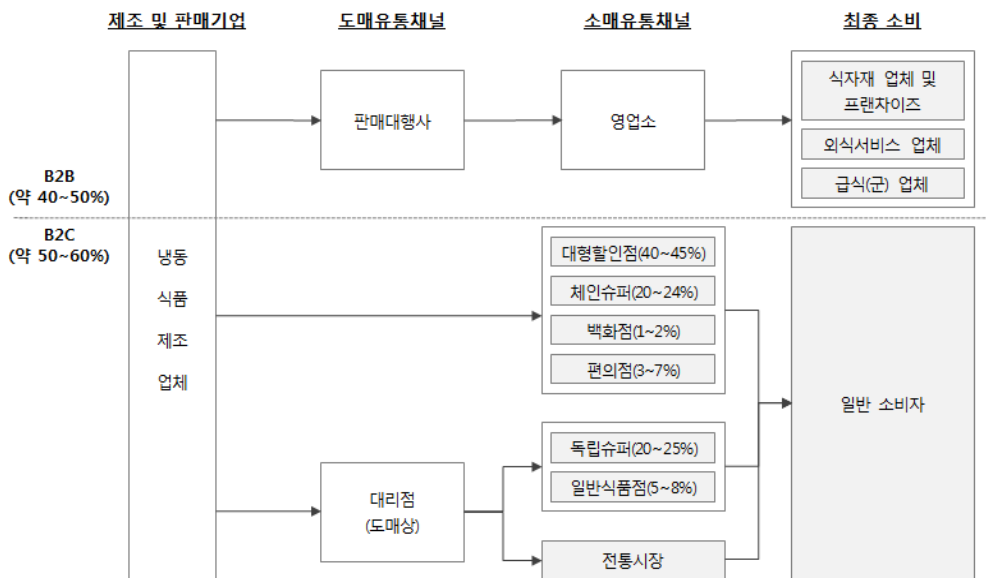 제조 및 판매기업
도매유통채널
소매유통채널
최종 소비
판매대행사
영업소
식자재 업체 및
프랜차이즈
외식서비스 업체
급식(군) 업체
B2B
(약 40~50%)
B2C
(약 50~60%)
냉동
식품
제조
업체
대형할인점(40~45%)
체인슈퍼(20~24%)
백화점(1~2%)
편의점(3~7%)
일반 소비자
독립슈퍼(20~25%)
일반식품점(5~8%)
대리점
(도매상)
전통시장